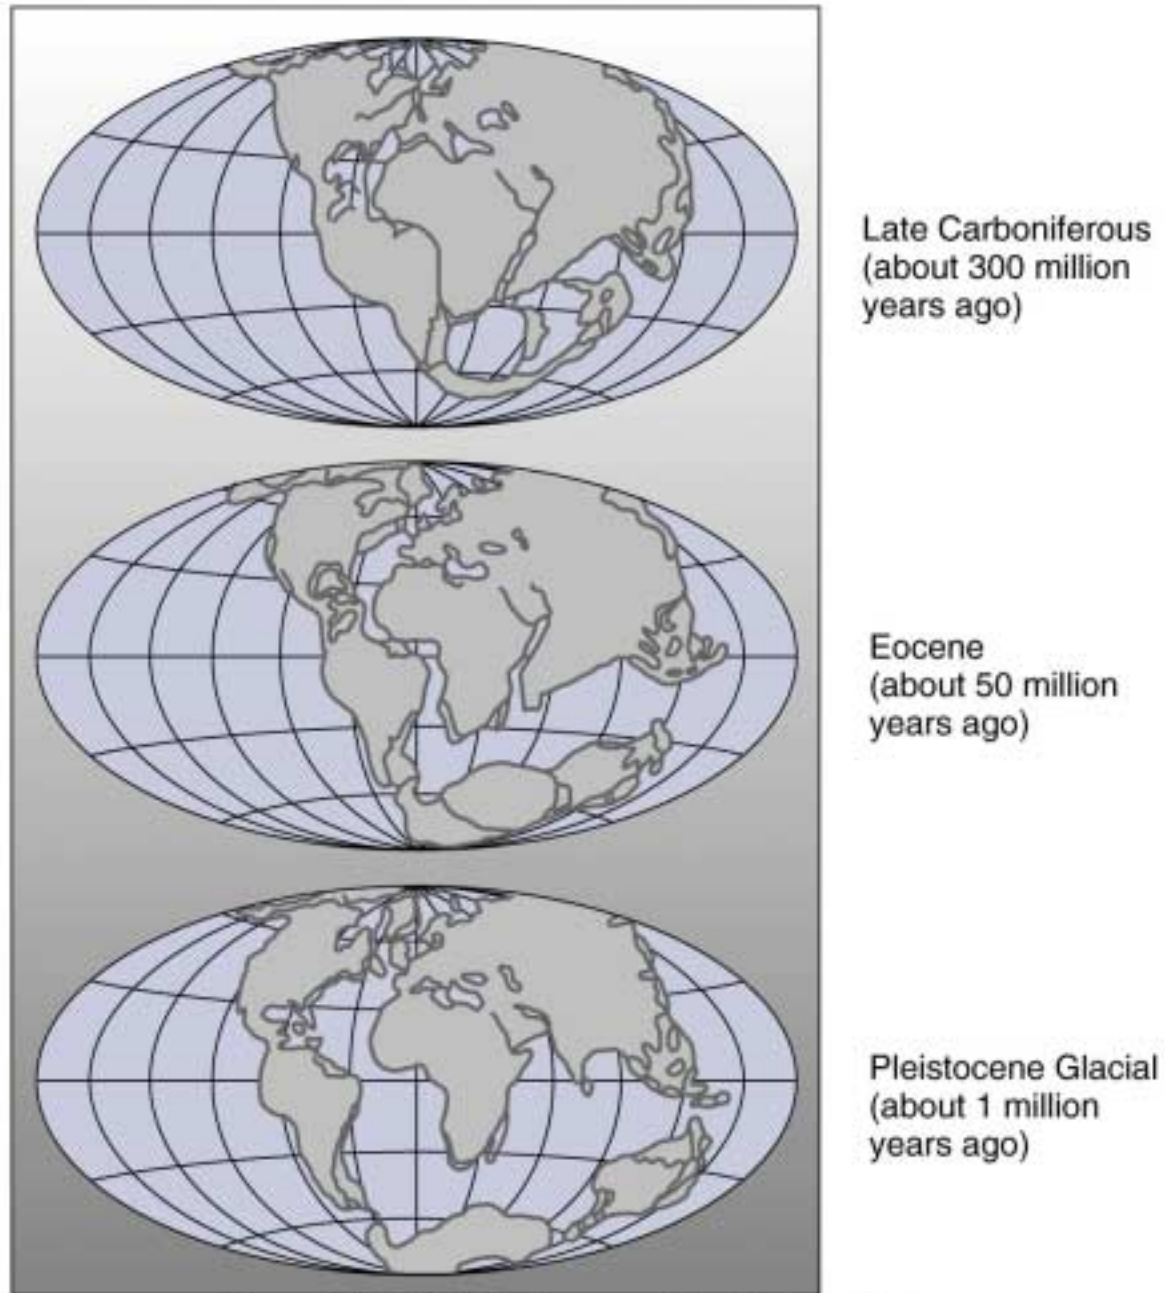 Late Carboniferous
(about 300 million
years ago)
Eocene
(about 50 million
years ago)
Pleistocene Glacial
(about 1 million
years ago)